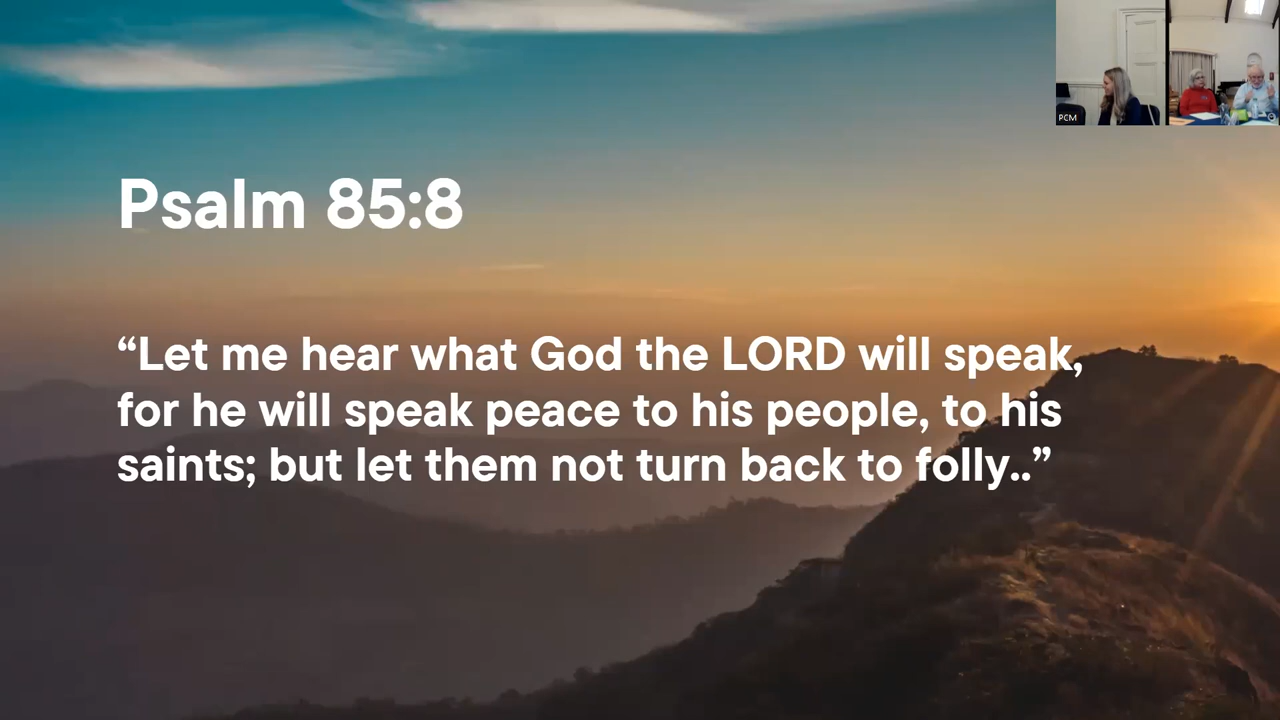 PCM
Psalm 85:8
“Let me hear what God the LORD will speak,
for he will speak peace to his people, to his
saints; but let them not turn back to folly..”